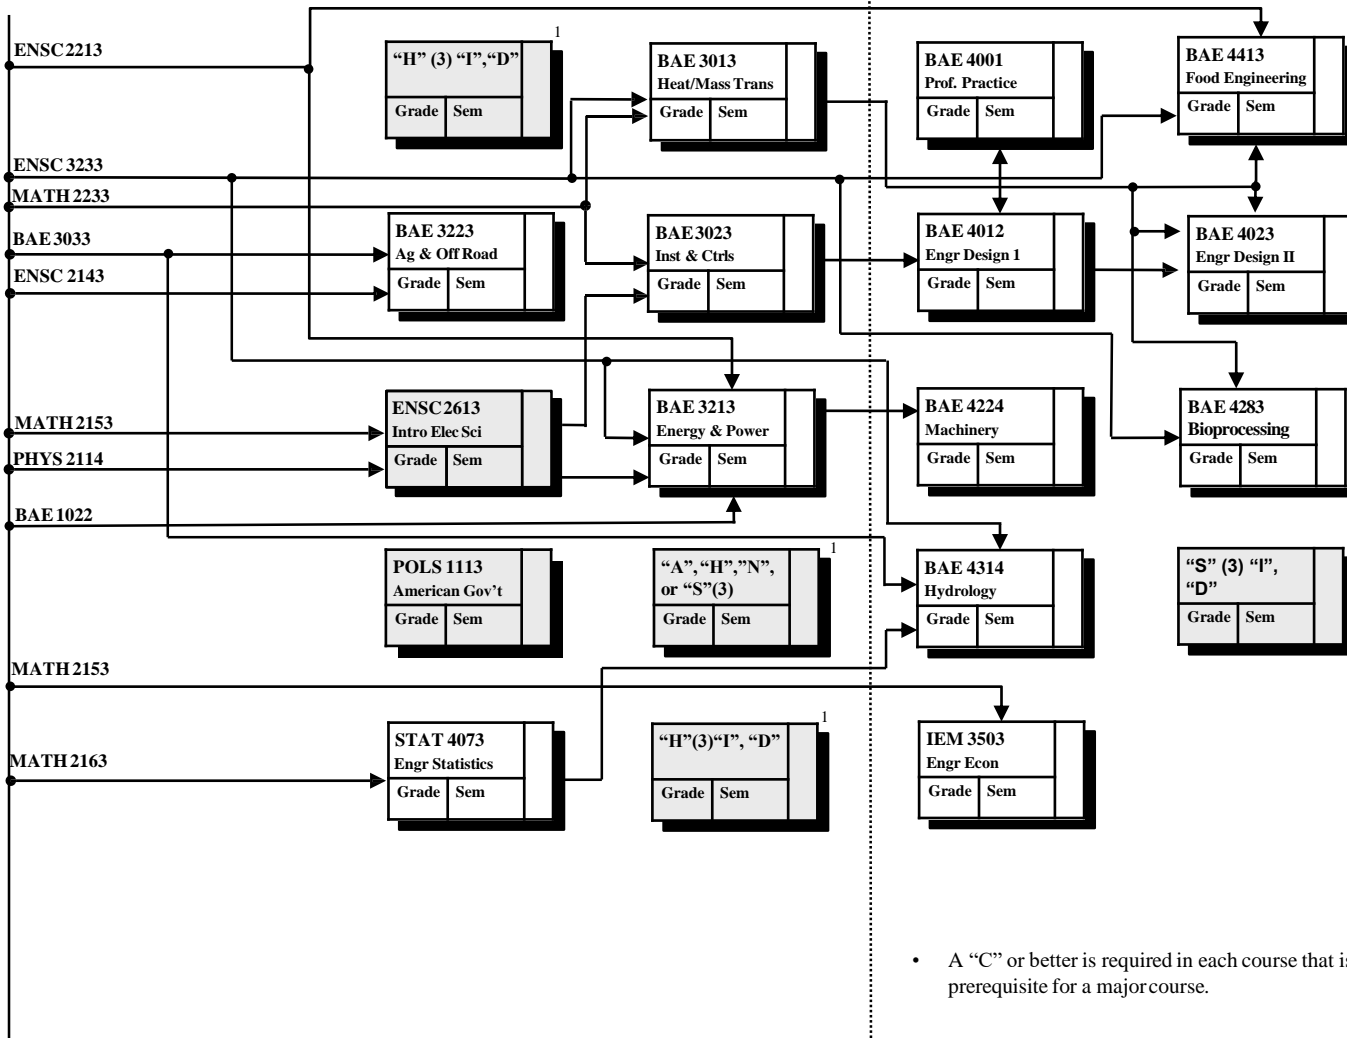 1
ENSC 2213
“H” (3) “I”,“D”
Grade Sem
BAE 3013
Heat/Mass Trans
Grade Sem
BAE 4001
Prof. Practice
Grade Sem
BAE 4413
Food Engineering
Grade Sem
ENSC 3233
MATH 2233
BAE 3033
ENSC 2143
BAE 3223
Ag & Off Road
Grade Sem
BAE 3023
Inst & Ctrls
Grade Sem
BAE 4012
Engr Design 1
Grade Sem
BAE 4023
Engr Design II
Grade Sem
MATH 2153
PHYS 2114
BAE 1022
ENSC 2613
Intro Elec Sci
Grade Sem
BAE 3213
Energy & Power
Grade Sem
BAE 4224
Machinery
Grade Sem
BAE 4283
Bioprocessing
Grade Sem
POLS 1113
American Gov’t
Grade Sem
1
“A”, “H”,”N”,
or “S”(3)
Grade Sem
BAE 4314
Hydrology
Grade Sem
“S” (3) “I”,
“D”
Grade Sem
MATH 2153
MATH 2163
STAT 4073
Engr Statistics
Grade Sem
1
“H”(3)“I”, “D”
Grade Sem
IEM 3503
Engr Econ
Grade Sem
• A “C” or better is required in each course that is
prerequisite for a major course.